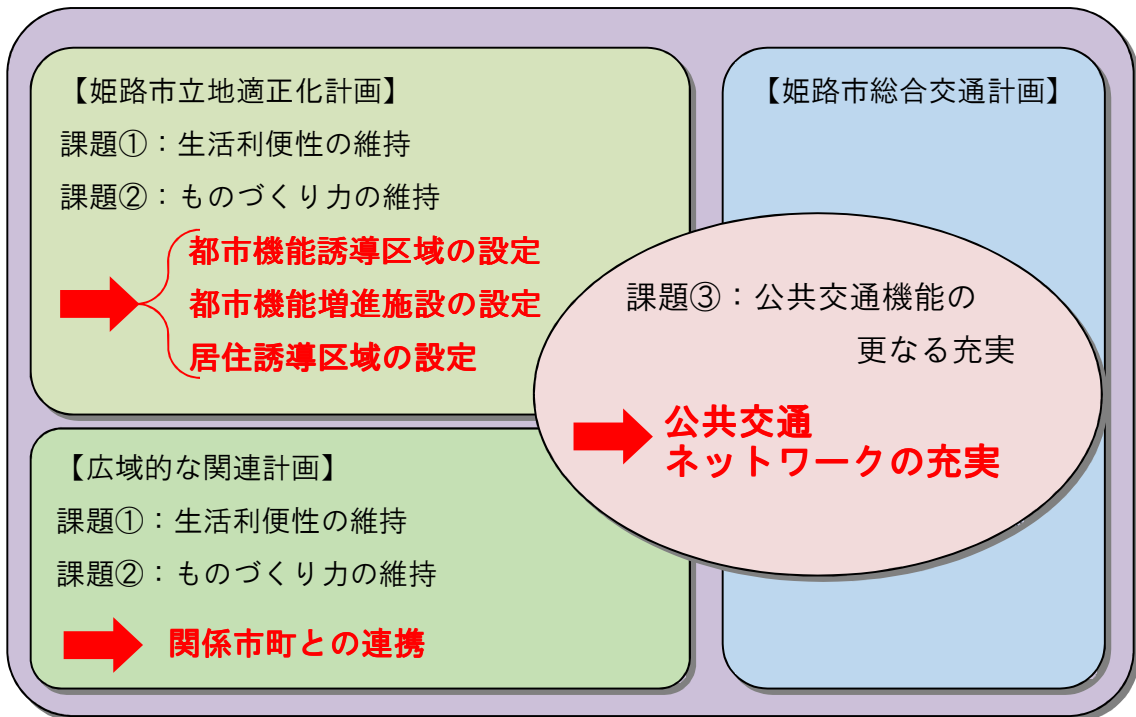 【姫路市立地適正化計画】
課題①：生活利便性の維持
課題②：ものづくり力の維持
都市機能誘導区域の設定
都市機能増進施設の設定
居住誘導区域の設定
【広域的な関連計画】
課題①：生活利便性の維持
課題②：ものづくり力の維持
関係市町との連携
【姫路市総合交通計画】
課題③：公共交通機能の
更なる充実
公共交通
ネットワークの充実